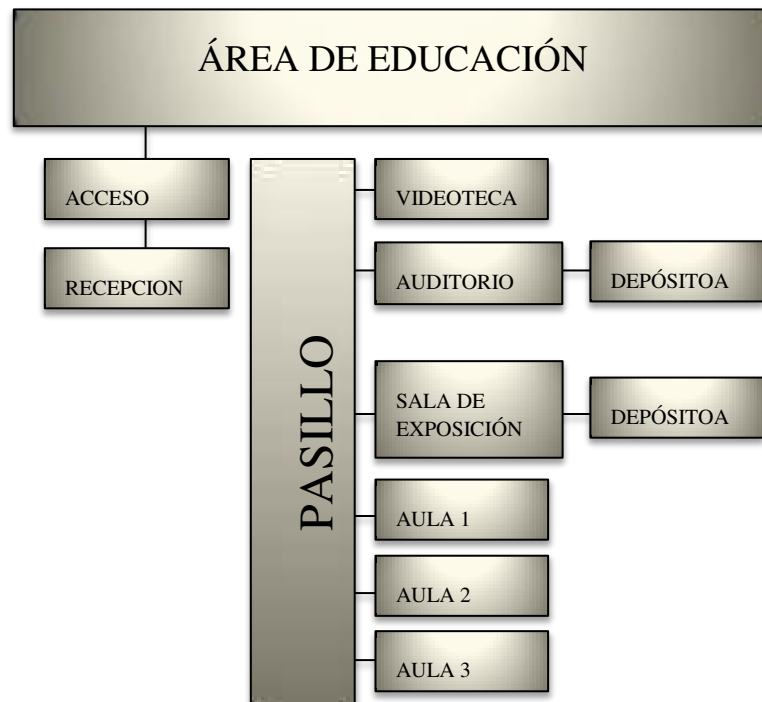 ÁREA DE EDUCACIÓN
ACCESO
RECEPCION
PASILLO
VIDEOTECA
AUDITORIO
DEPÓSITOA
SALA DE
EXPOSICIÓN
DEPÓSITOA
AULA 1
AULA 2
AULA 3